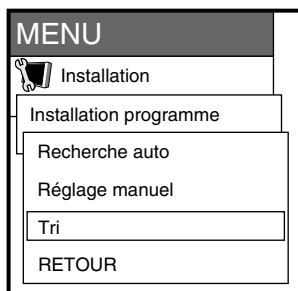 MENU
Installation
Installation programme
Recherche auto
Réglage manuel
Tri
RETOUR